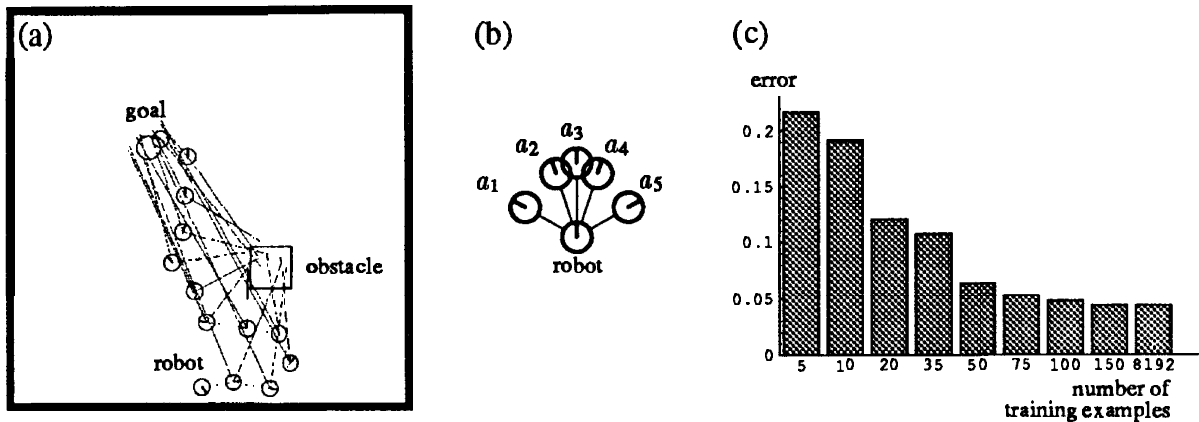 (a)
goal
obstacle
robot
(b)
a3
a2
a4
a1
a5
robot
(c)
error
0.2
0.15
0.1
0.05
0
5 10 20 35 50 75 100 150 8192
number of
training examples